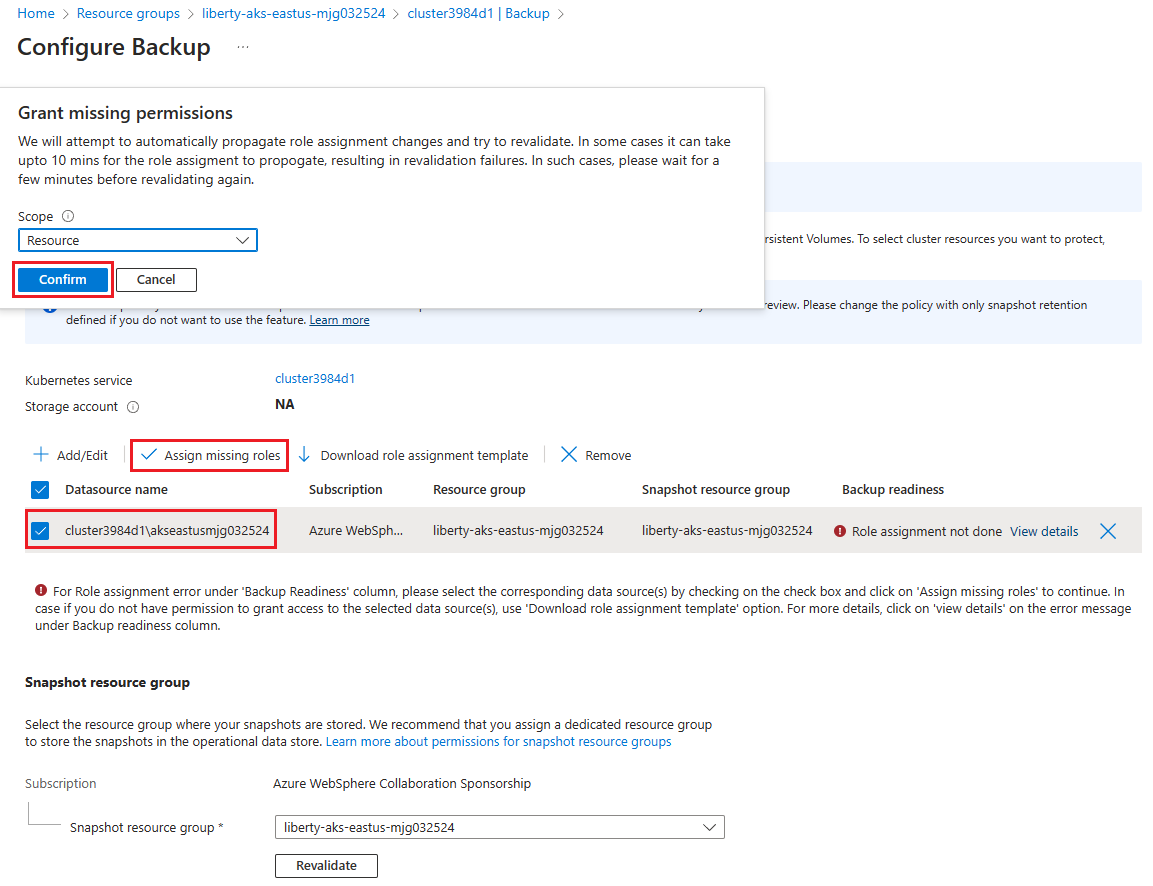 Home > Resource groups > liberty-aks-eastus-mjg032524 > cluster3984d1 | Backup >
Configure Backup ...
Grant missing permissions
We will attempt to automatically propagate role assignment changes and try to revalidate. In some cases it can take
upto 10 mins for the role assigment to propogate, resulting in revalidation failures. In such cases, please wait for a
few minutes before revalidating again.
Scope
Resource
Confirm Cancel
rsistent Volumes. To select cluster resources you want to protect,
review. Please change the policy with only snapshot retention
defined if you do not want to use the feature. Learn more
Kubernetes service cluster3984d1
Storage account NA
Add/Edit Assign missing roles Download role assignment template Remove
Datasource name Subscription Resource group Snapshot resource group Backup readiness
cluster3984d1\akseastusmjg032524 Azure WebSph... liberty-aks-eastus-mjg032524 liberty-aks-eastus-mjg032524 Role assignment not done View details
For Role assignment error under 'Backup Readiness' column, please select the corresponding data source(s) by checking on the check box and click on 'Assign missing roles' to continue. In
case if you do not have permission to grant access to the selected data source(s), use 'Download role assignment template' option. For more details, click on 'view details' on the error message
under Backup readiness column.
Snapshot resource group
Select the resource group where your snapshots are stored. We recommend that you assign a dedicated resource group
to store the snapshots in the operational data store. Learn more about permissions for snapshot resource groups
Subscription Azure WebSphere Collaboration Sponsorship
Snapshot resource group * liberty-aks-eastus-mjg032524
Revalidate